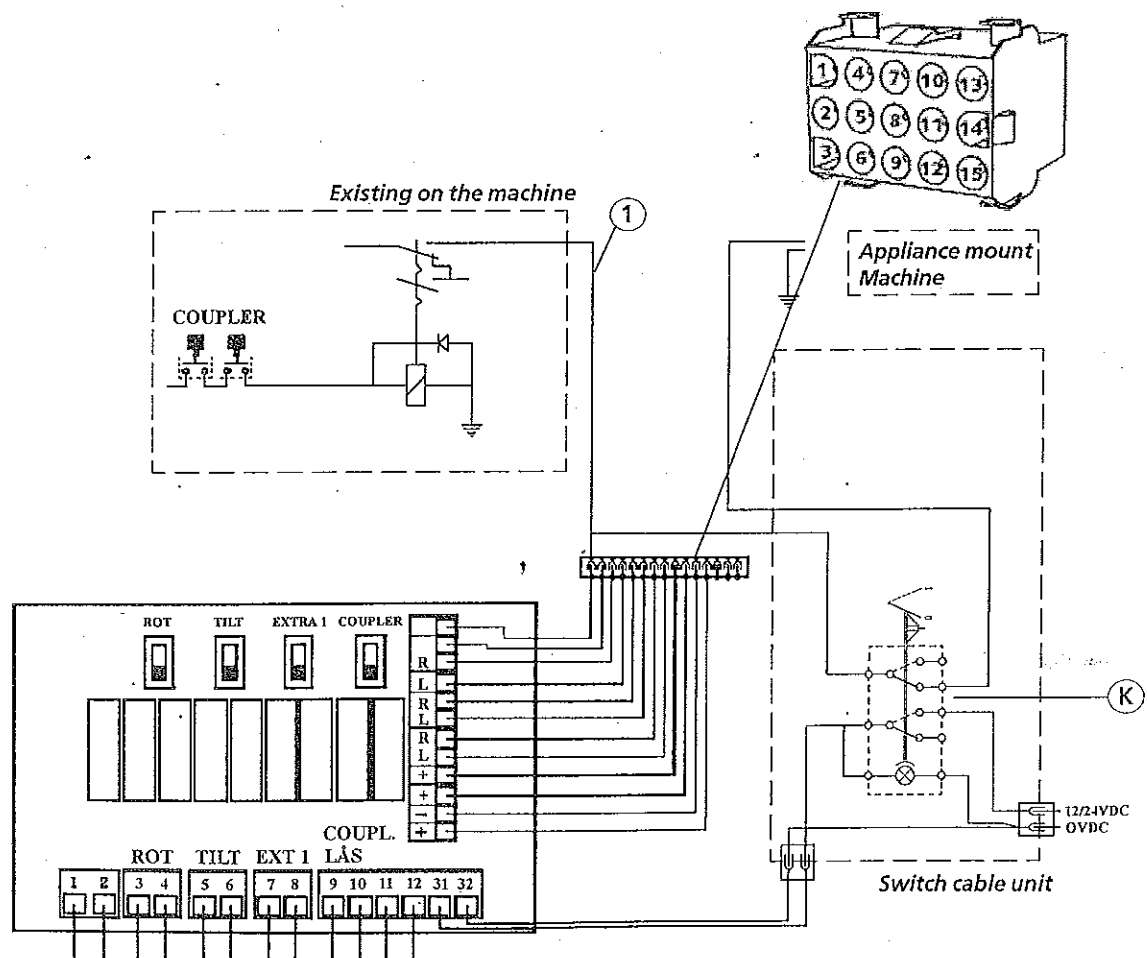 1 4 7 10 13
2 5 8 11 14
3 6 9 12 15
Existing on the machine
1
Appliance mount
Machine
COUPLER
ROT TILT EXTRA 1 COUPLER
R
L
R
L
R
L
+
+
−
+
K
12/24VDC
0VDC
COUPL.
ROT TILT EXT 1 LÅS
1 2 3 4 5 6 7 8 9 10 11 12 31 32
Switch cable unit